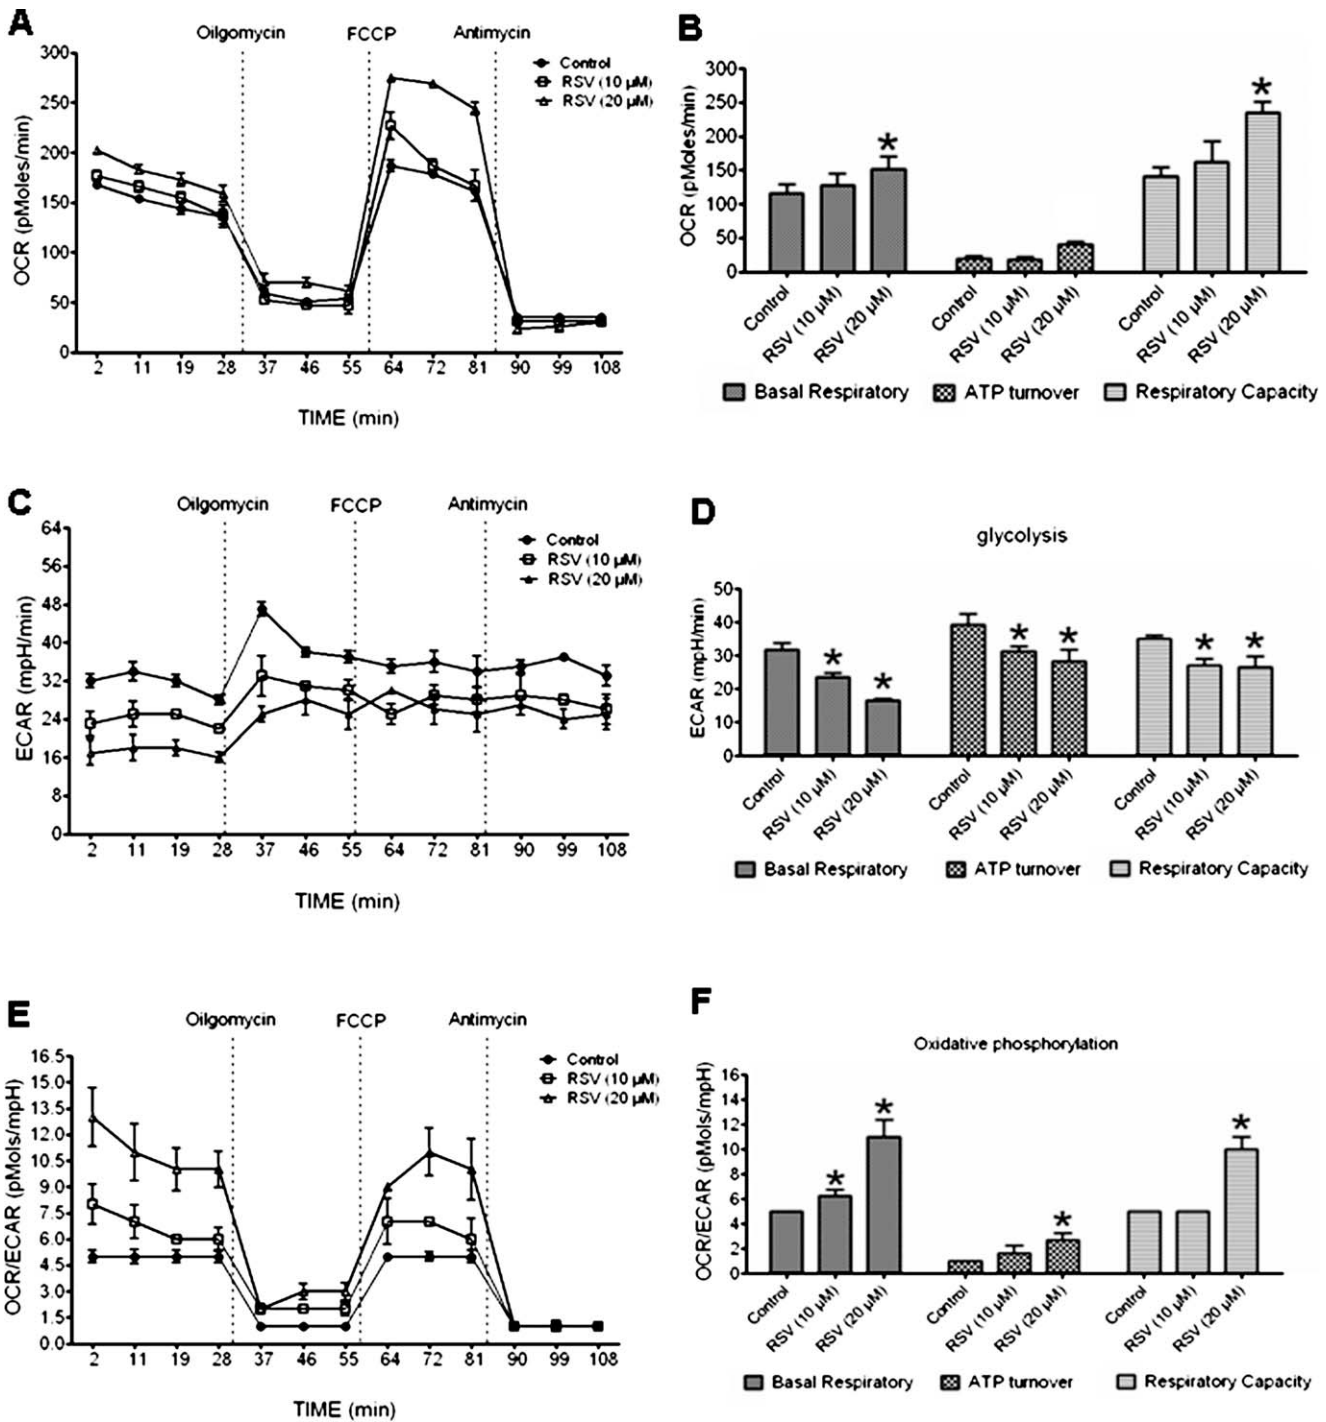 A
Oilgomycin FCCP Antimycin
Control
RSV (10 µM)
RSV (20 µM)
OCR (pMoles/min)
300
250
200
150
100
50
0
2 11 19 28 37 46 55 64 72 81 90 99 108
TIME (min)
B
OCR (pMoles/min)
300
250
200
150
100
50
0
* *
Control RSV (10 µM) RSV (20 µM) Control RSV (10 µM) RSV (20 µM) Control RSV (10 µM) RSV (20 µM)
Basal Respiratory ATP turnover Respiratory Capacity
C
Oilgomycin FCCP Antimycin
Control
RSV (10 µM)
RSV (20 µM)
ECAR (mpH/min)
64
56
48
40
32
24
16
8
0
2 11 19 28 37 46 55 64 72 81 90 99 108
TIME (min)
D
glycolysis
ECAR (mpH/min)
50
40
30
20
10
0
* * * * * *
Control RSV (10 µM) RSV (20 µM) Control RSV (10 µM) RSV (20 µM) Control RSV (10 µM) RSV (20 µM)
Basal Respiratory ATP turnover Respiratory Capacity
E
Oilgomycin FCCP Antimycin
Control
RSV (10 µM)
RSV (20 µM)
OCR/ECAR (pMols/mpH)
16.5
15.0
13.5
12.0
10.5
9.0
7.5
6.0
4.5
3.0
1.5
0.0
2 11 19 28 37 46 55 64 72 81 90 99 108
TIME (min)
F
Oxidative phosphorylation
OCR/ECAR (pMols/mpH)
16
14
12
10
8
6
4
2
0
* * * *
Control RSV (10 µM) RSV (20 µM) Control RSV (10 µM) RSV (20 µM) Control RSV (10 µM) RSV (20 µM)
Basal Respiratory ATP turnover Respiratory Capacity